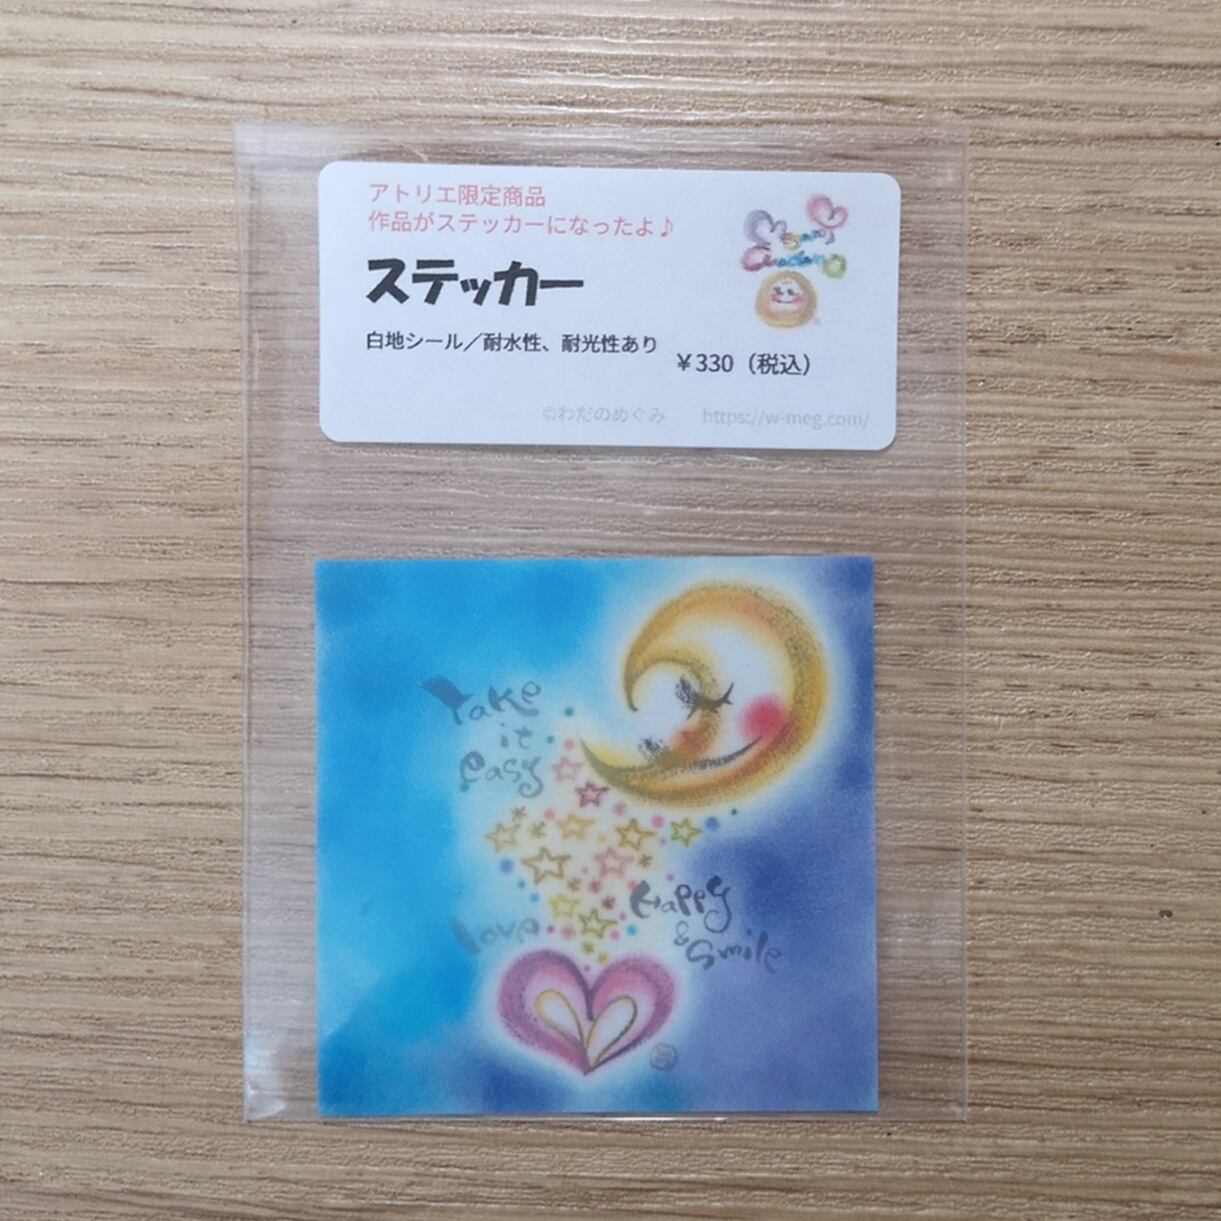 アトリエ限定商品
作品がステッカーになったよ♪
ステッカー
白地シール／耐水性、耐光性あり
￥330（税込）
©わだのめぐみ https://w-meg.com/
Take
it
easy
Happy
&
Smile
love